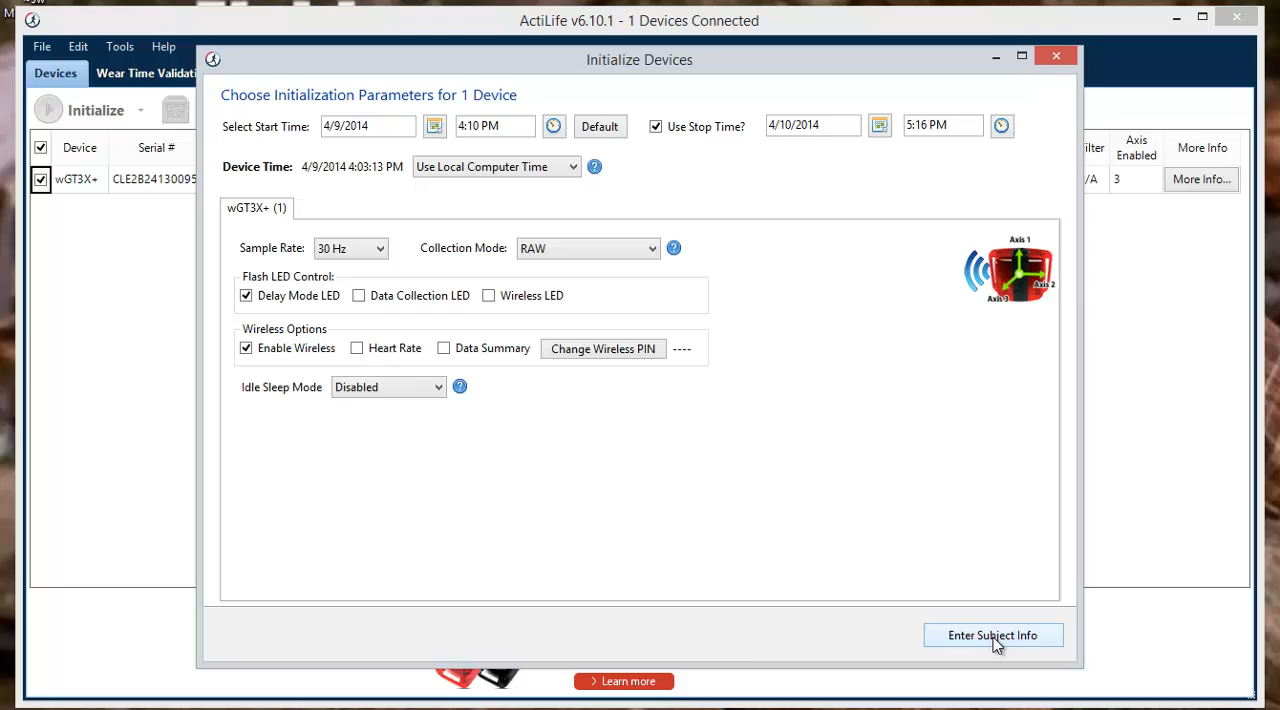 ActiLife v6.10.1 - 1 Devices Connected
File Edit Tools Help
Devices Wear Time Validati
Initialize
Device Serial # Axis Enabled More Info
wGT3X+ CLE2B24130095 /A 3 More Info...
Initialize Devices
Choose Initialization Parameters for 1 Device
Select Start Time: 4/9/2014 4:10 PM Default Use Stop Time? 4/10/2014 5:16 PM
Device Time: 4/9/2014 4:03:13 PM Use Local Computer Time ?
wGT3X+ (1)
Sample Rate: 30 Hz Collection Mode: RAW ?
Axis 1
Axis 2
Axis 3
Flash LED Control:
Delay Mode LED Data Collection LED Wireless LED
Wireless Options
Enable Wireless Heart Rate Data Summary Change Wireless PIN ----
Idle Sleep Mode Disabled ?
Enter Subject Info
> Learn more